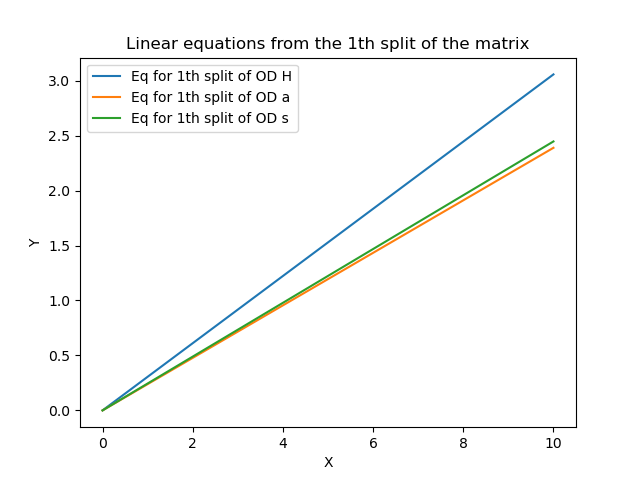 Linear equations from the 1th split of the matrix
Eq for 1th split of OD H
Eq for 1th split of OD a
Eq for 1th split of OD s
3.0
2.5
2.0
1.5
1.0
0.5
0.0
Y
0 2 4 6 8 10
X